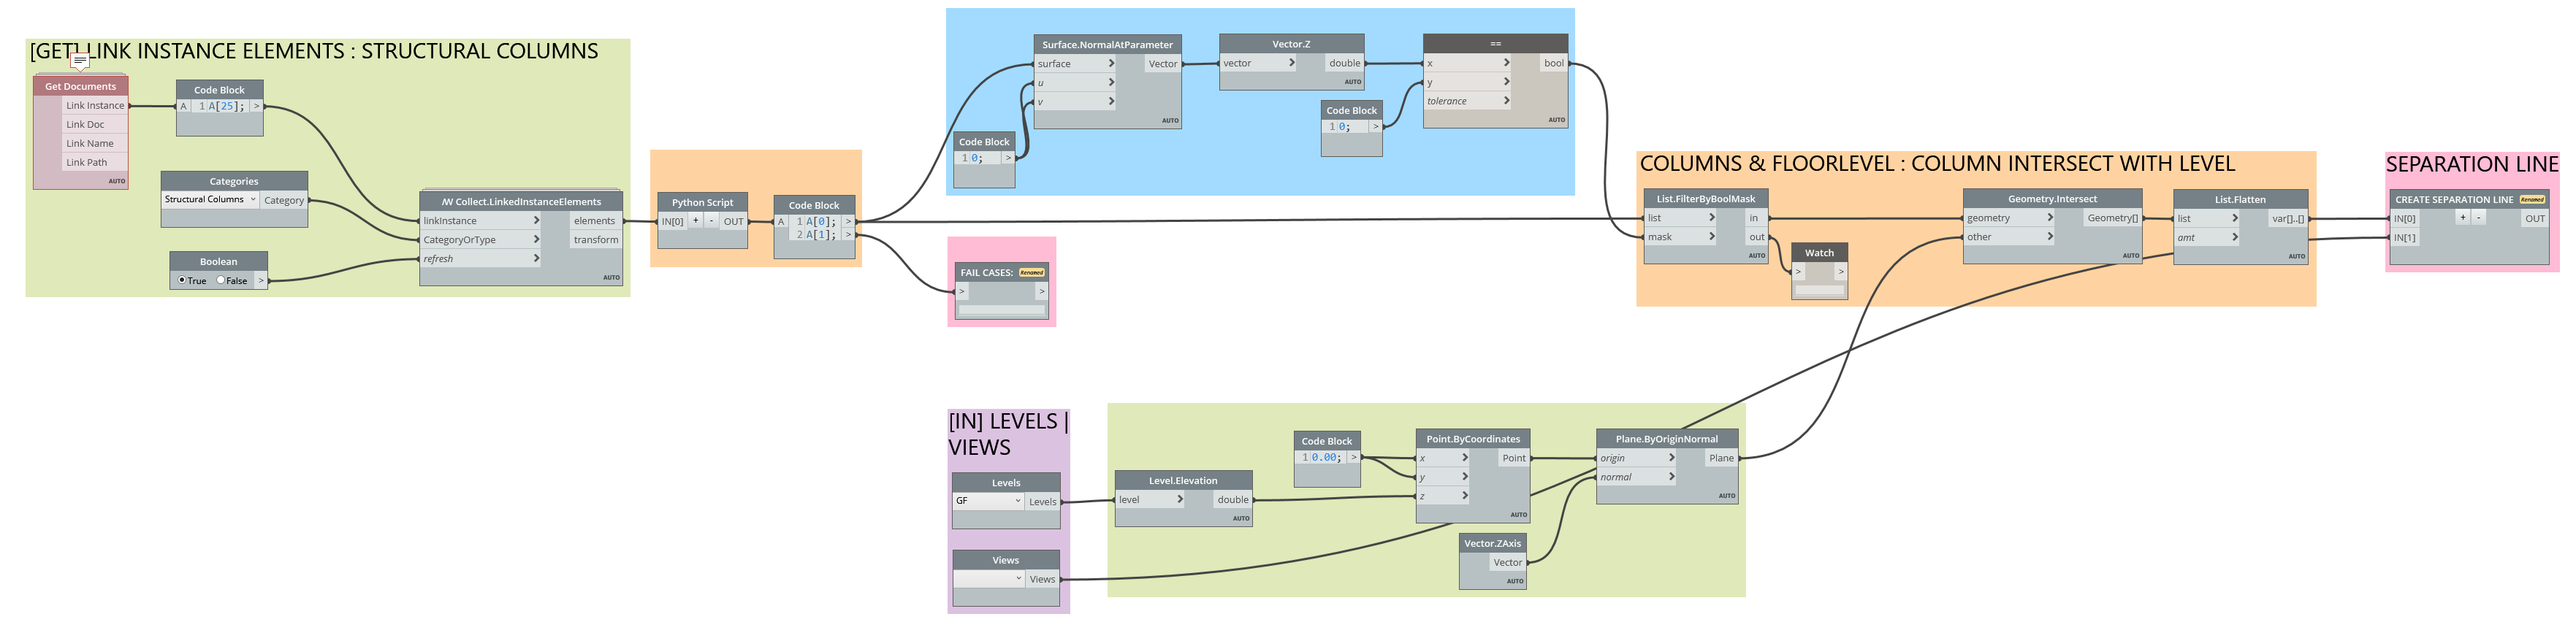 [GET] LINK INSTANCE ELEMENTS : STRUCTURAL COLUMNS
Get Documents
Link Instance
Link Doc
Link Name
Link Path
AUTO
Code Block
A 1 A[25]; >
Categories
Structural Columns Category
Boolean
True False >
Collect.LinkedInstanceElements
linkInstance > elements
CategoryOrType > transform
refresh >
AUTO
Python Script
IN[0] + - OUT
Code Block
A 1 A[0]; >
2 A[1]; >
Surface.NormalAtParameter
surface > Vector
u >
v >
AUTO
Code Block
1 0; >
Vector.Z
vector > double
AUTO
Code Block
1 0; >
==
x > bool
y >
tolerance >
AUTO
FAIL CASES: Renamed
> >
COLUMNS & FLOORLEVEL : COLUMN INTERSECT WITH LEVEL
List.FilterByBoolMask
list > in
mask > out
AUTO
Watch
> >
Geometry.Intersect
geometry > Geometry[]
other >
AUTO
List.Flatten
list > var[]..[]
amt >
AUTO
SEPARATION LINE
CREATE SEPARATION LINE Renamed
IN[0] + - OUT
IN[1]
[IN] LEVELS |
VIEWS
Levels
GF Levels
Views
Views
Level.Elevation
level > double
AUTO
Code Block
1 0.00; >
Point.ByCoordinates
x > Point
y >
z >
AUTO
Vector.ZAxis
Vector
AUTO
Plane.ByOriginNormal
origin > Plane
normal >
AUTO